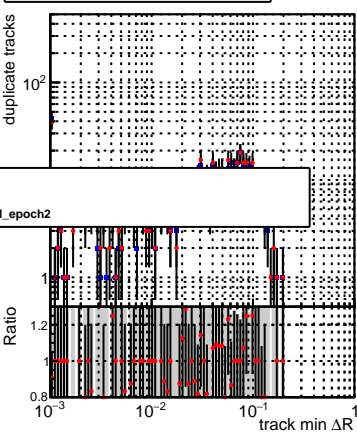 duplicate tracks
10²
l_epoch2
1
Ratio
1.2
1
0.8
10⁻³
10⁻²
10⁻¹
1
track min ΔR